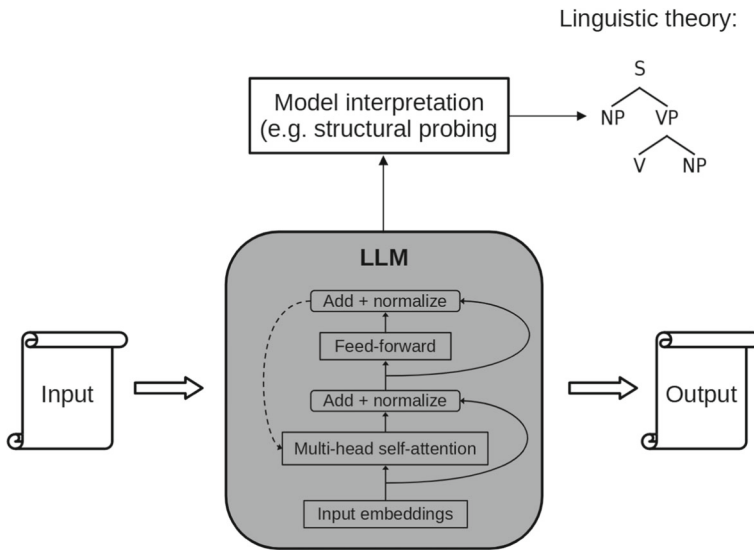 Linguistic theory:
S
NP VP
V NP
Model interpretation
(e.g. structural probing
LLM
Add + normalize
Feed-forward
Add + normalize
Multi-head self-attention
Input embeddings
Input
Output